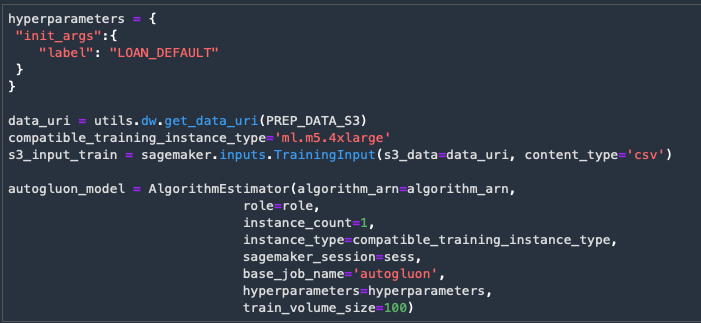 hyperparameters = {
 "init_args":{
    "label": "LOAN_DEFAULT"
 }
}

data_uri = utils.dw.get_data_uri(PREP_DATA_S3)
compatible_training_instance_type='ml.m5.4xlarge'
s3_input_train = sagemaker.inputs.TrainingInput(s3_data=data_uri, content_type='csv')

autogluon_model = AlgorithmEstimator(algorithm_arn=algorithm_arn,
                              role=role,
                              instance_count=1,
                              instance_type=compatible_training_instance_type,
                              sagemaker_session=sess,
                              base_job_name='autogluon',
                              hyperparameters=hyperparameters,
                              train_volume_size=100)